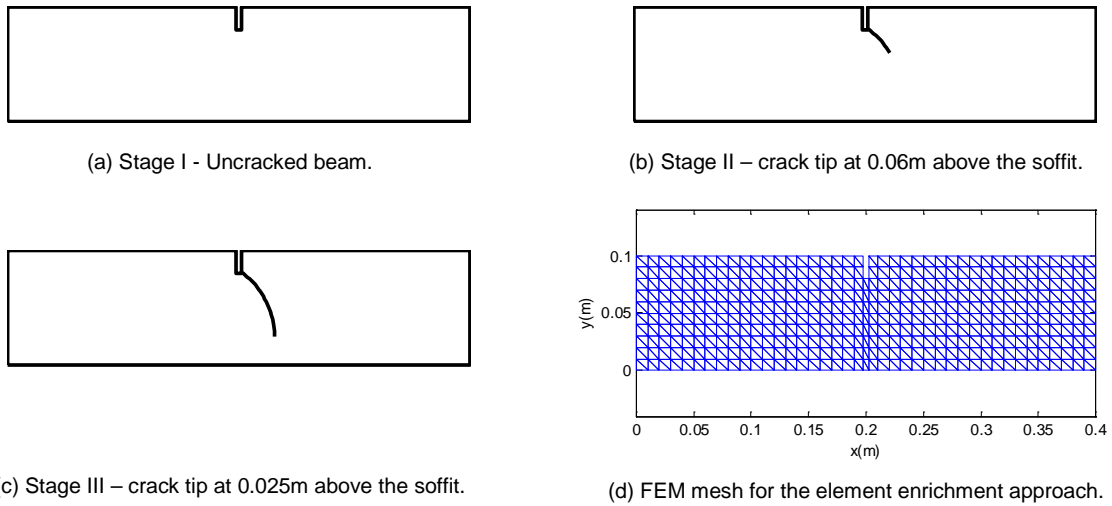 (a) Stage I - Uncracked beam.
(b) Stage II – crack tip at 0.06m above the soffit.
0.1
0.05
0
y(m)
0 0.05 0.1 0.15 0.2 0.25 0.3 0.35 0.4
x(m)
c) Stage III – crack tip at 0.025m above the soffit.
(d) FEM mesh for the element enrichment approach.